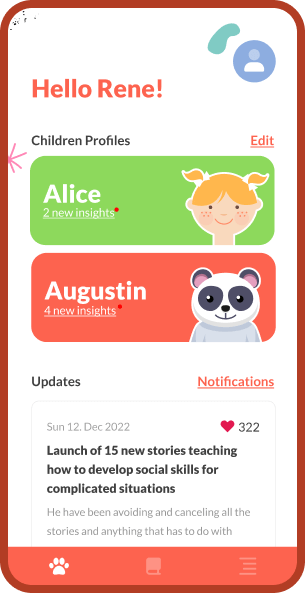 Hello Rene!
Children Profiles
Edit
Alice
2 new insights
Augustin
4 new insights
Updates
Notifications
Sun 12. Dec 2022
322
Launch of 15 new stories teaching
how to develop social skills for
complicated situations
He have been avoiding and canceling all the
stories and anything that has to do with